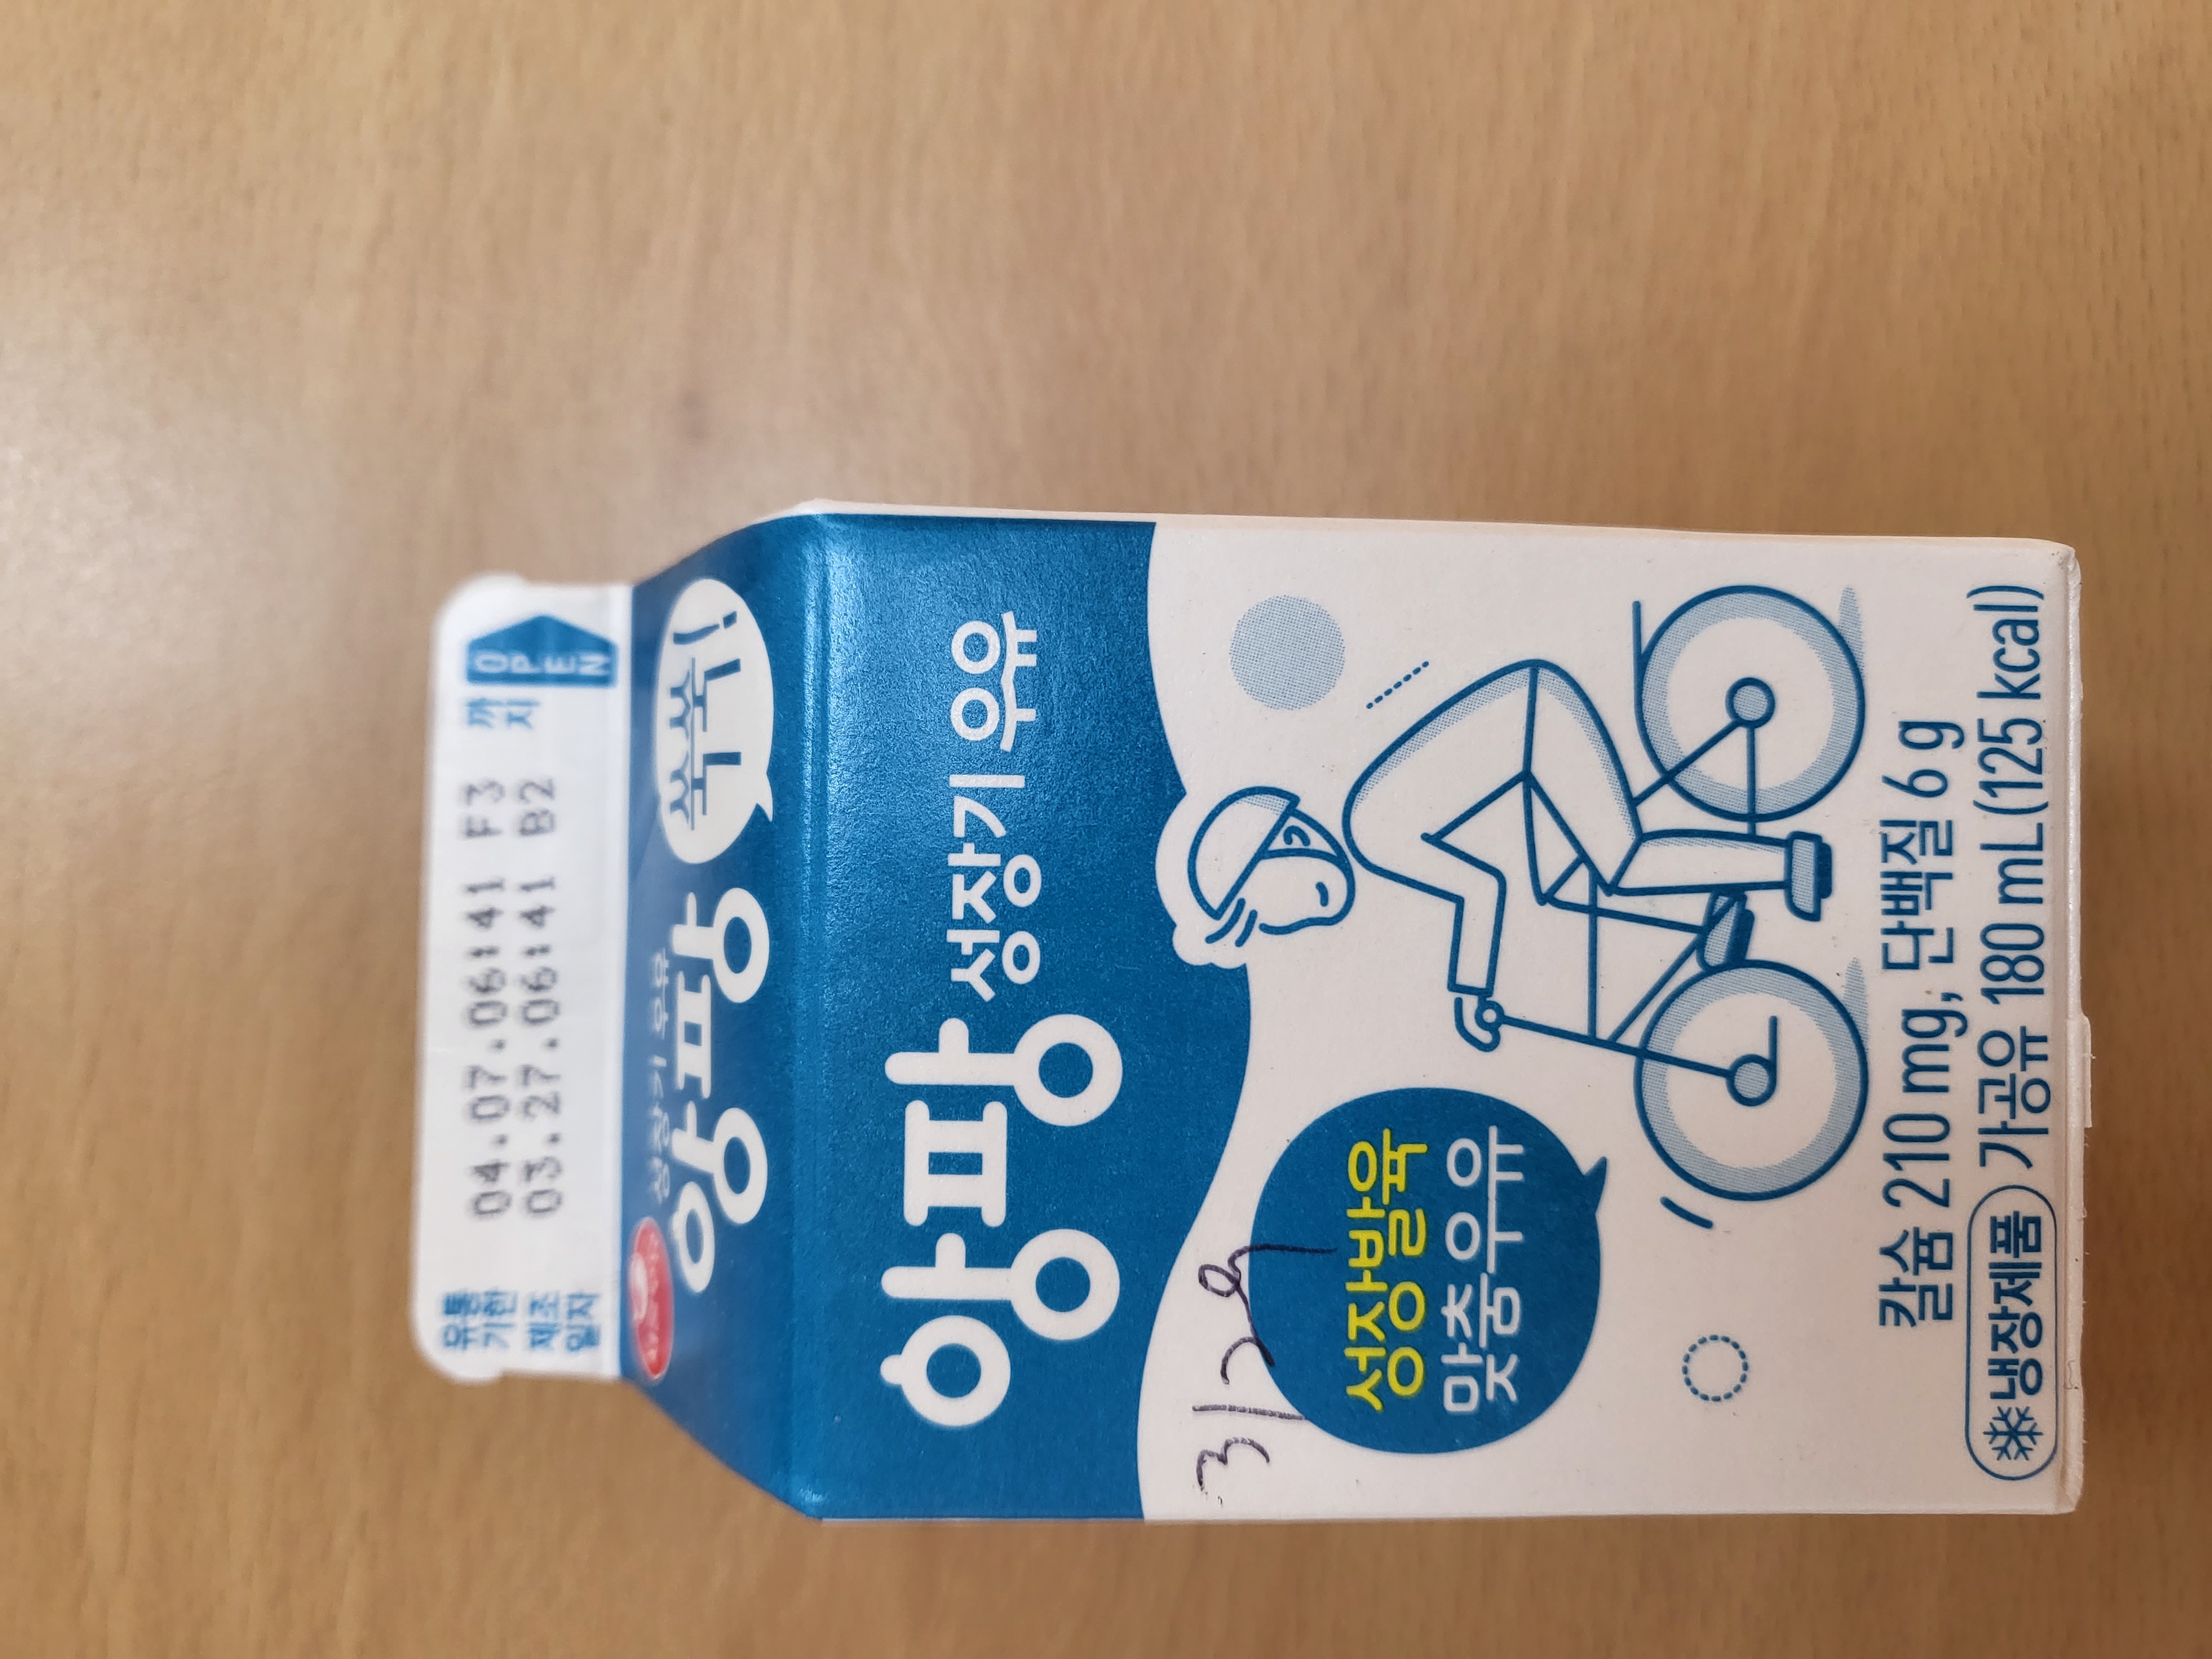 유통
기한
04.07.06:41 F3
까
지
제조
일자
03.27.06:41 B2
OPEN
성장기 우유
앙팡
쑥쑥!
앙팡 성장기 우유
3/29
성장발육
맞춤우유
칼슘 210 mg, 단백질 6 g
냉장제품 가공유 180 mL(125 kcal)